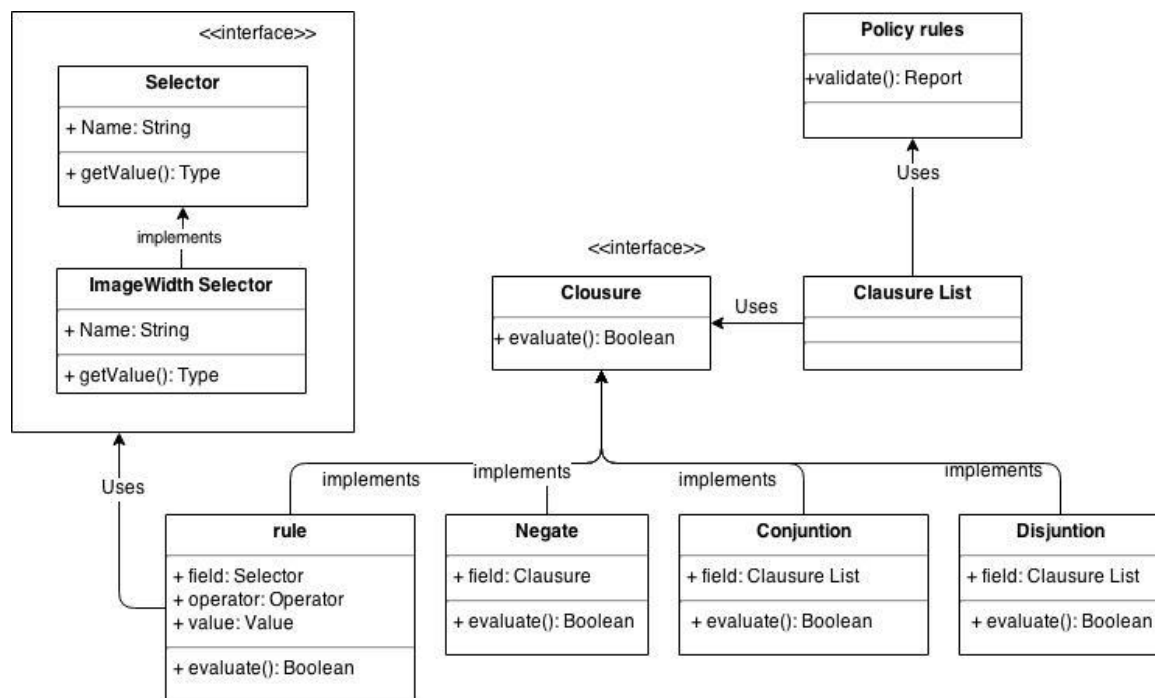 <<interface>>
Selector
+ Name: String
+ getValue(): Type
implements
ImageWidth Selector
+ Name: String
+ getValue(): Type
Uses
Policy rules
+validate(): Report
Uses
<<interface>>
Clousure
+ evaluate(): Boolean
Uses
Clausure List
implements
implements
implements
implements
rule
+ field: Selector
+ operator: Operator
+ value: Value
+ evaluate(): Boolean
Negate
+ field: Clausure
+ evaluate(): Boolean
Conjuntion
+ field: Clausure List
+ evaluate(): Boolean
Disjuntion
+ field: Clausure List
+ evaluate(): Boolean